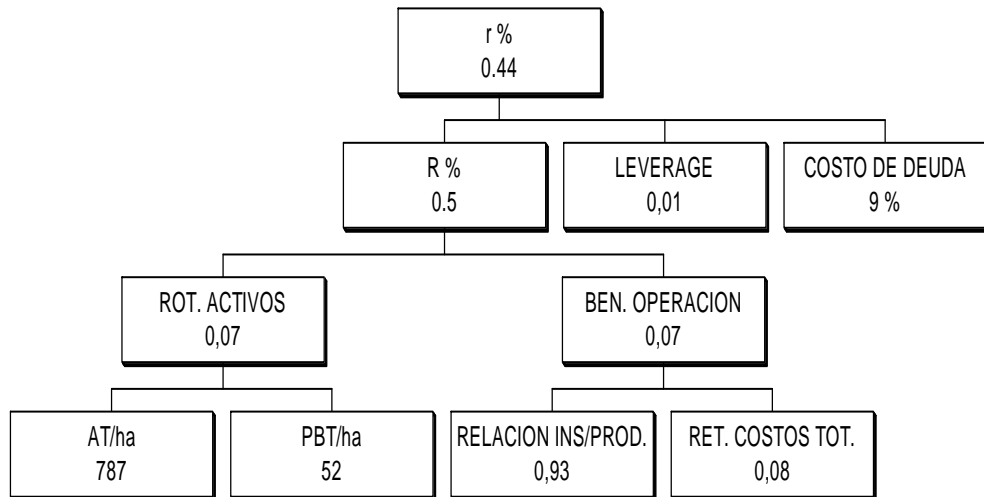 r %
0.44
R %
0.5
LEVERAGE
0,01
COSTO DE DEUDA
9 %
ROT. ACTIVOS
0,07
BEN. OPERACION
0,07
AT/ha
787
PBT/ha
52
RELACION INS/PROD.
0,93
RET. COSTOS TOT.
0,08